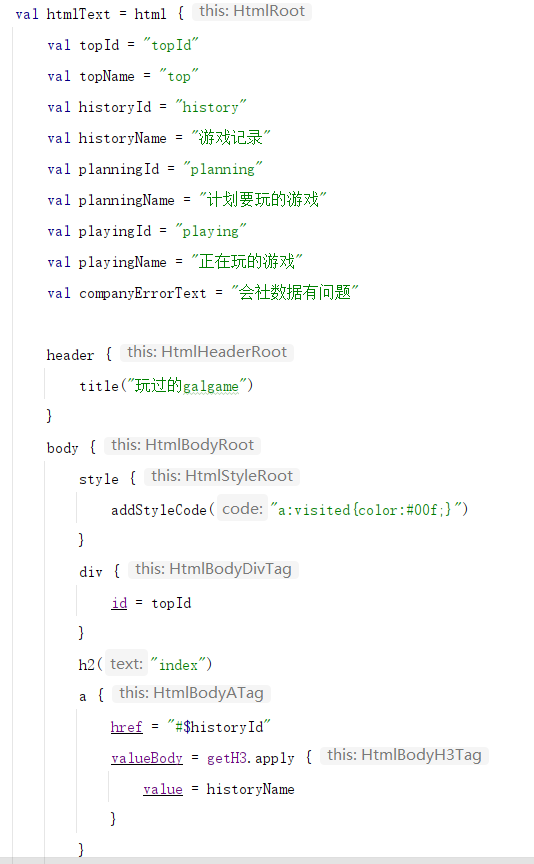 val htmlText = html { this: HtmlRoot
val topId = "topId"
val topName = "top"
val historyId = "history"
val historyName = "游戏记录"
val planningId = "planning"
val planningName = "计划要玩的游戏"
val playingId = "playing"
val playingName = "正在玩的游戏"
val companyErrorText = "会社数据有问题"
header { this: HtmlHeaderRoot
title("玩过的galgame")
}
body { this: HtmlBodyRoot
style { this: HtmlStyleRoot
addStyleCode( code: "a:visited{color:#00f;}")
}
div { this: HtmlBodyDivTag
id = topId
}
h2( text: "index")
a { this: HtmlBodyATag
href = "#$historyId"
valueBody = getH3.apply { this: HtmlBodyH3Tag
value = historyName
}
}